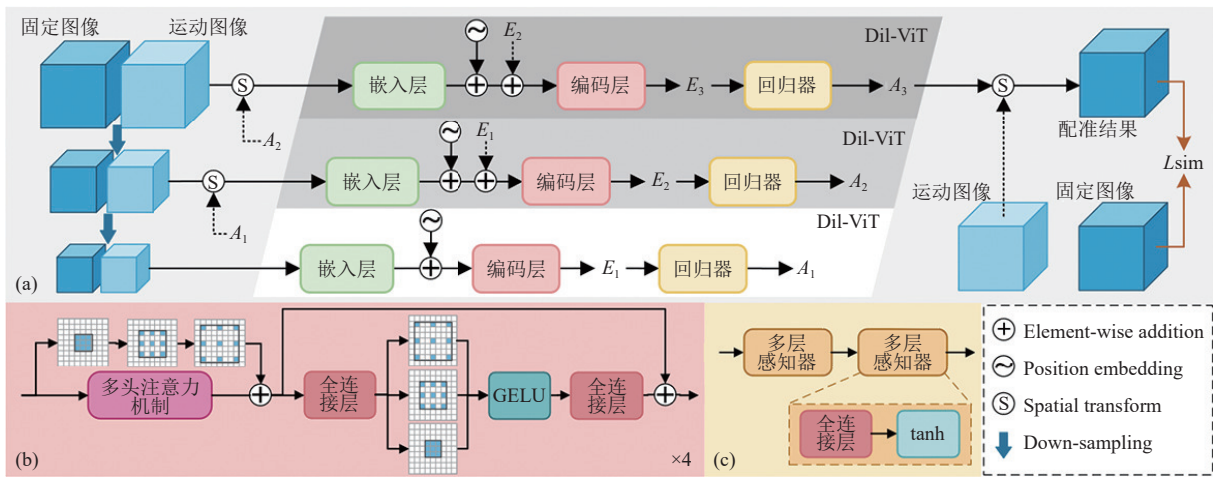 固定图像 运动图像
E2
Dil-ViT
嵌入层
编码层
E3
回归器
A3
S
S
A2
配准结果
E1
Dil-ViT
Lsim
嵌入层
编码层
E2
回归器
A2
S
运动图像 固定图像
A1
Dil-ViT
嵌入层
编码层
E1
回归器
A1
(a)
多头注意力
机制
全连
接层
GELU
全连
接层
(b)
×4
多层
感知器
多层
感知器
全连
接层
tanh
(c)
Element-wise addition
Position embedding
S Spatial transform
Down-sampling